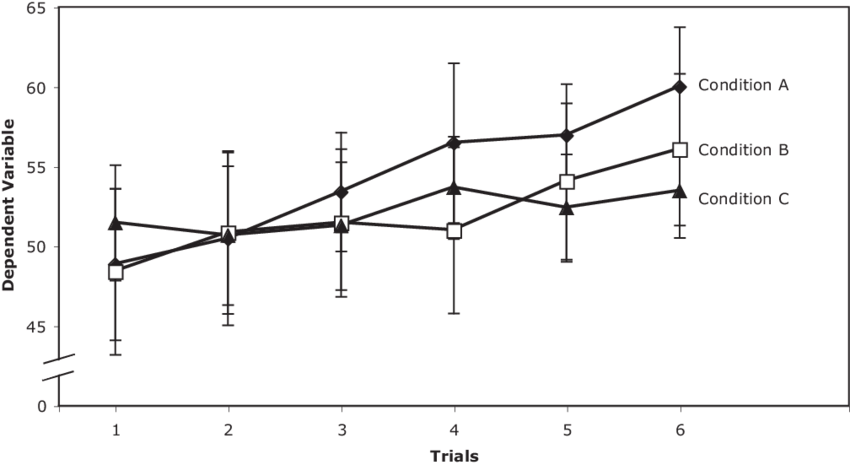 65
60
55
50
45
0
Dependent Variable
Condition A
Condition B
Condition C
1 2 3 4 5 6
Trials